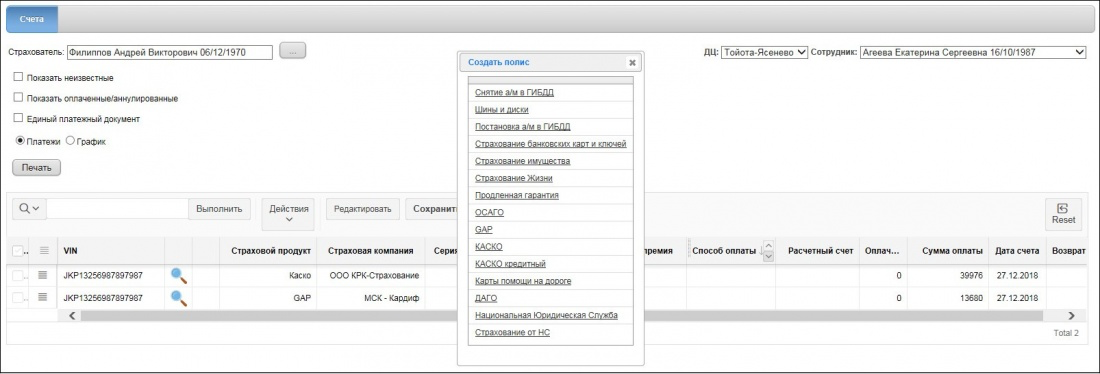 Счета
Страхователь: Филиппов Андрей Викторович 06/12/1970 ...
ДЦ: Тойота-Ясенево Сотрудник: Агеева Екатерина Сергеевна 16/10/1987
Показать неизвестные
Показать оплаченные/аннулированные
Единый платежный документ
Платежи График
Печать
Создать полис
Снятие а/м в ГИБДД
Шины и диски
Постановка а/м в ГИБДД
Страхование банковских карт и ключей
Страхование имущества
Страхование Жизни
Продленная гарантия
ОСАГО
GAP
КАСКО
КАСКО кредитный
Карты помощи на дороге
ДАГО
Национальная Юридическая Служба
Страхование от НС
Выполнить Действия Редактировать Сохранит Reset
VIN Страховой продукт Страховая компания Серия премия Способ оплаты Расчетный счет Оплач... Сумма оплаты Дата счета Возврат
JKP13256987897987 Каско ООО КРК-Страхование 0 39976 27.12.2018
JKP13256987897987 GAP МСК - Кардиф 0 13680 27.12.2018
Total 2